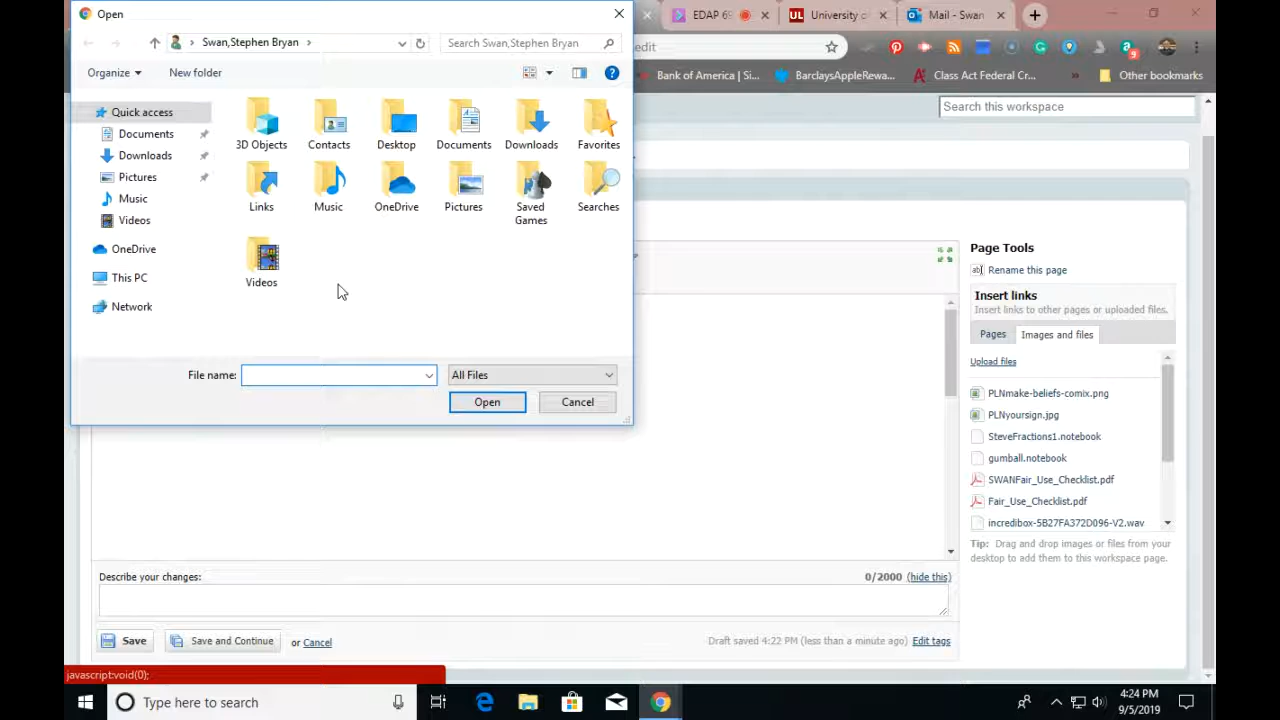 Open
EDAP 69
University o
Mail - Swan
Swan,Stephen Bryan
Search Swan,Stephen Bryan
edit
Organize
New folder
Bank of America | Si...
BarclaysAppleRewa...
Class Act Federal Cr...
»
Other bookmarks
Quick access
Documents
Downloads
Pictures
Music
Videos
OneDrive
This PC
Network
3D Objects
Contacts
Desktop
Documents
Downloads
Favorites
Links
Music
OneDrive
Pictures
Saved Games
Searches
Videos
File name:
All Files
Open
Cancel
Search this workspace
Page Tools
Rename this page
Insert links
Insert links to other pages or uploaded files.
Pages
Images and files
Upload files
PLNmake-beliefs-comix.png
PLNyoursign.jpg
SteveFractions1.notebook
gumball.notebook
SWANFair_Use_Checklist.pdf
Fair_Use_Checklist.pdf
incredibox-5B27FA372D096-V2.wav
Tip: Drag and drop images or files from your
desktop to add them to this workspace page.
Describe your changes:
0/2000 (hide this)
Save
Save and Continue
or Cancel
Draft saved 4:22 PM (less than a minute ago)
Edit tags
javascript:void(0);
Type here to search
4:24 PM
9/5/2019